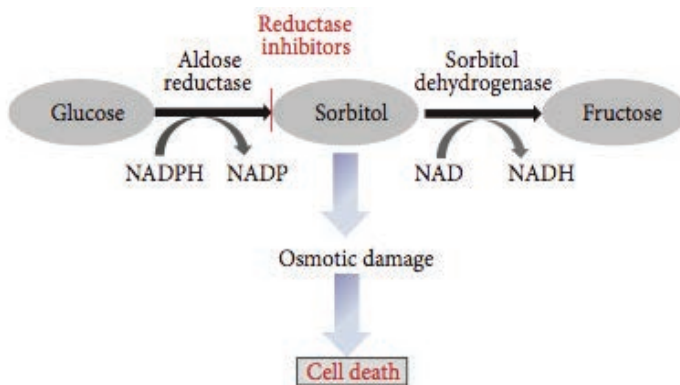 Reductase
inhibitors
Aldose
reductase
Sorbitol
dehydrogenase
Glucose
Sorbitol
Fructose
NADPH
NADP
NAD
NADH
Osmotic damage
Cell death